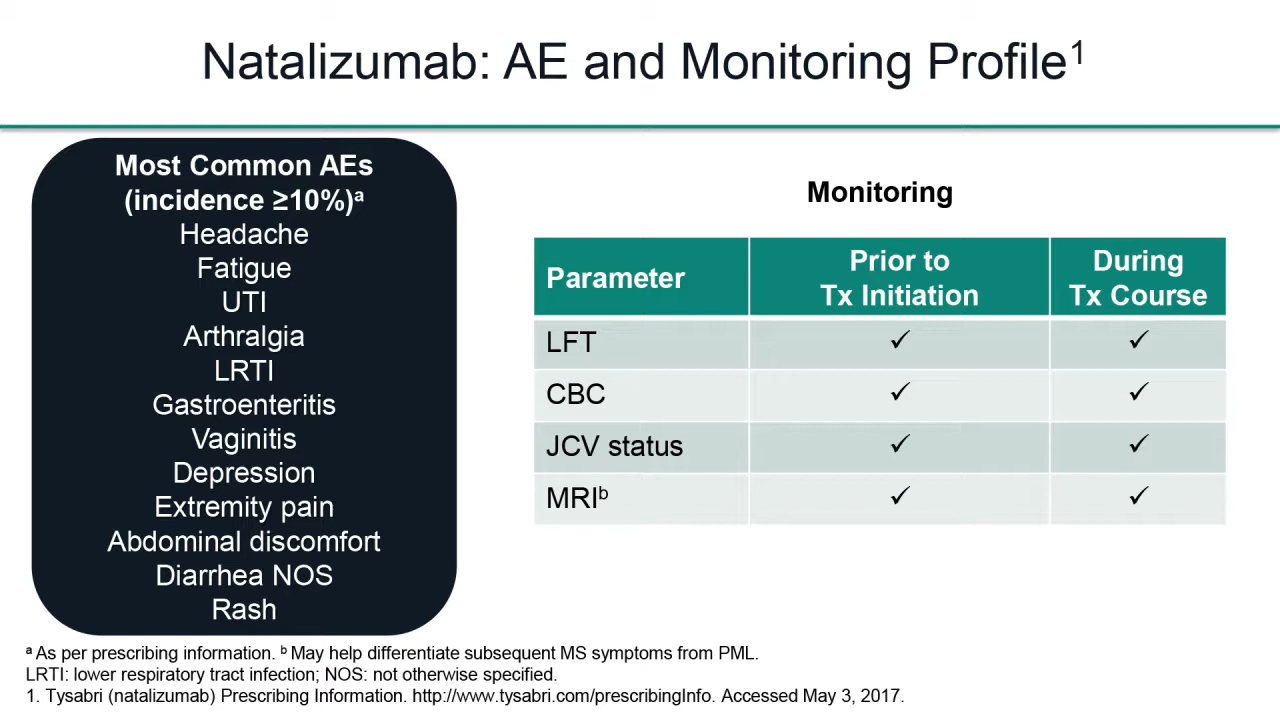 Natalizumab: AE and Monitoring Profile¹
Most Common AEs
(incidence ≥10%)ᵃ
Headache
Fatigue
UTI
Arthralgia
LRTI
Gastroenteritis
Vaginitis
Depression
Extremity pain
Abdominal discomfort
Diarrhea NOS
Rash
Monitoring
Parameter Prior to Tx Initiation During Tx Course
LFT ✓ ✓
CBC ✓ ✓
JCV status ✓ ✓
MRIᵇ ✓ ✓
ᵃ As per prescribing information. ᵇ May help differentiate subsequent MS symptoms from PML.
LRTI: lower respiratory tract infection; NOS: not otherwise specified.
1. Tysabri (natalizumab) Prescribing Information. http://www.tysabri.com/prescribingInfo. Accessed May 3, 2017.